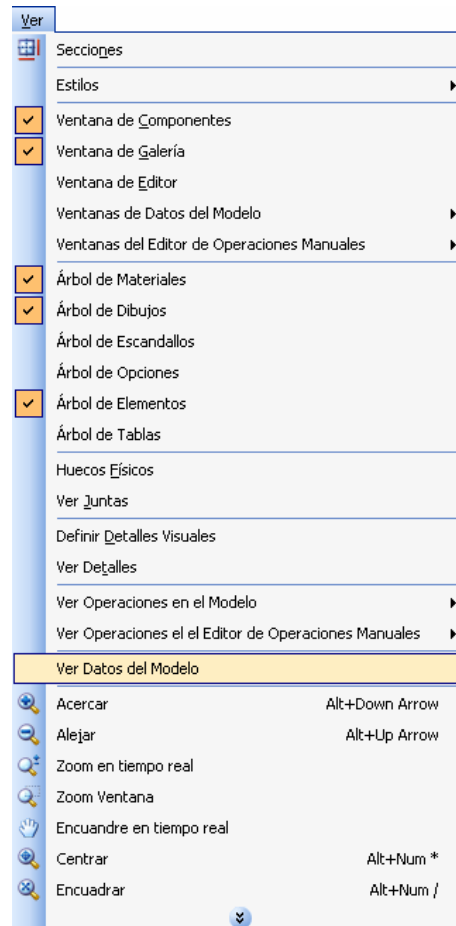 Ver
Secciones
Estilos
Ventana de Componentes
Ventana de Galería
Ventana de Editor
Ventanas de Datos del Modelo
Ventanas del Editor de Operaciones Manuales
Árbol de Materiales
Árbol de Dibujos
Árbol de Escandallos
Árbol de Opciones
Árbol de Elementos
Árbol de Tablas
Huecos Físicos
Ver Juntas
Definir Detalles Visuales
Ver Detalles
Ver Operaciones en el Modelo
Ver Operaciones el el Editor de Operaciones Manuales
Ver Datos del Modelo
Acercar Alt+Down Arrow
Alejar Alt+Up Arrow
Zoom en tiempo real
Zoom Ventana
Encuandre en tiempo real
Centrar Alt+Num *
Encuadrar Alt+Num /